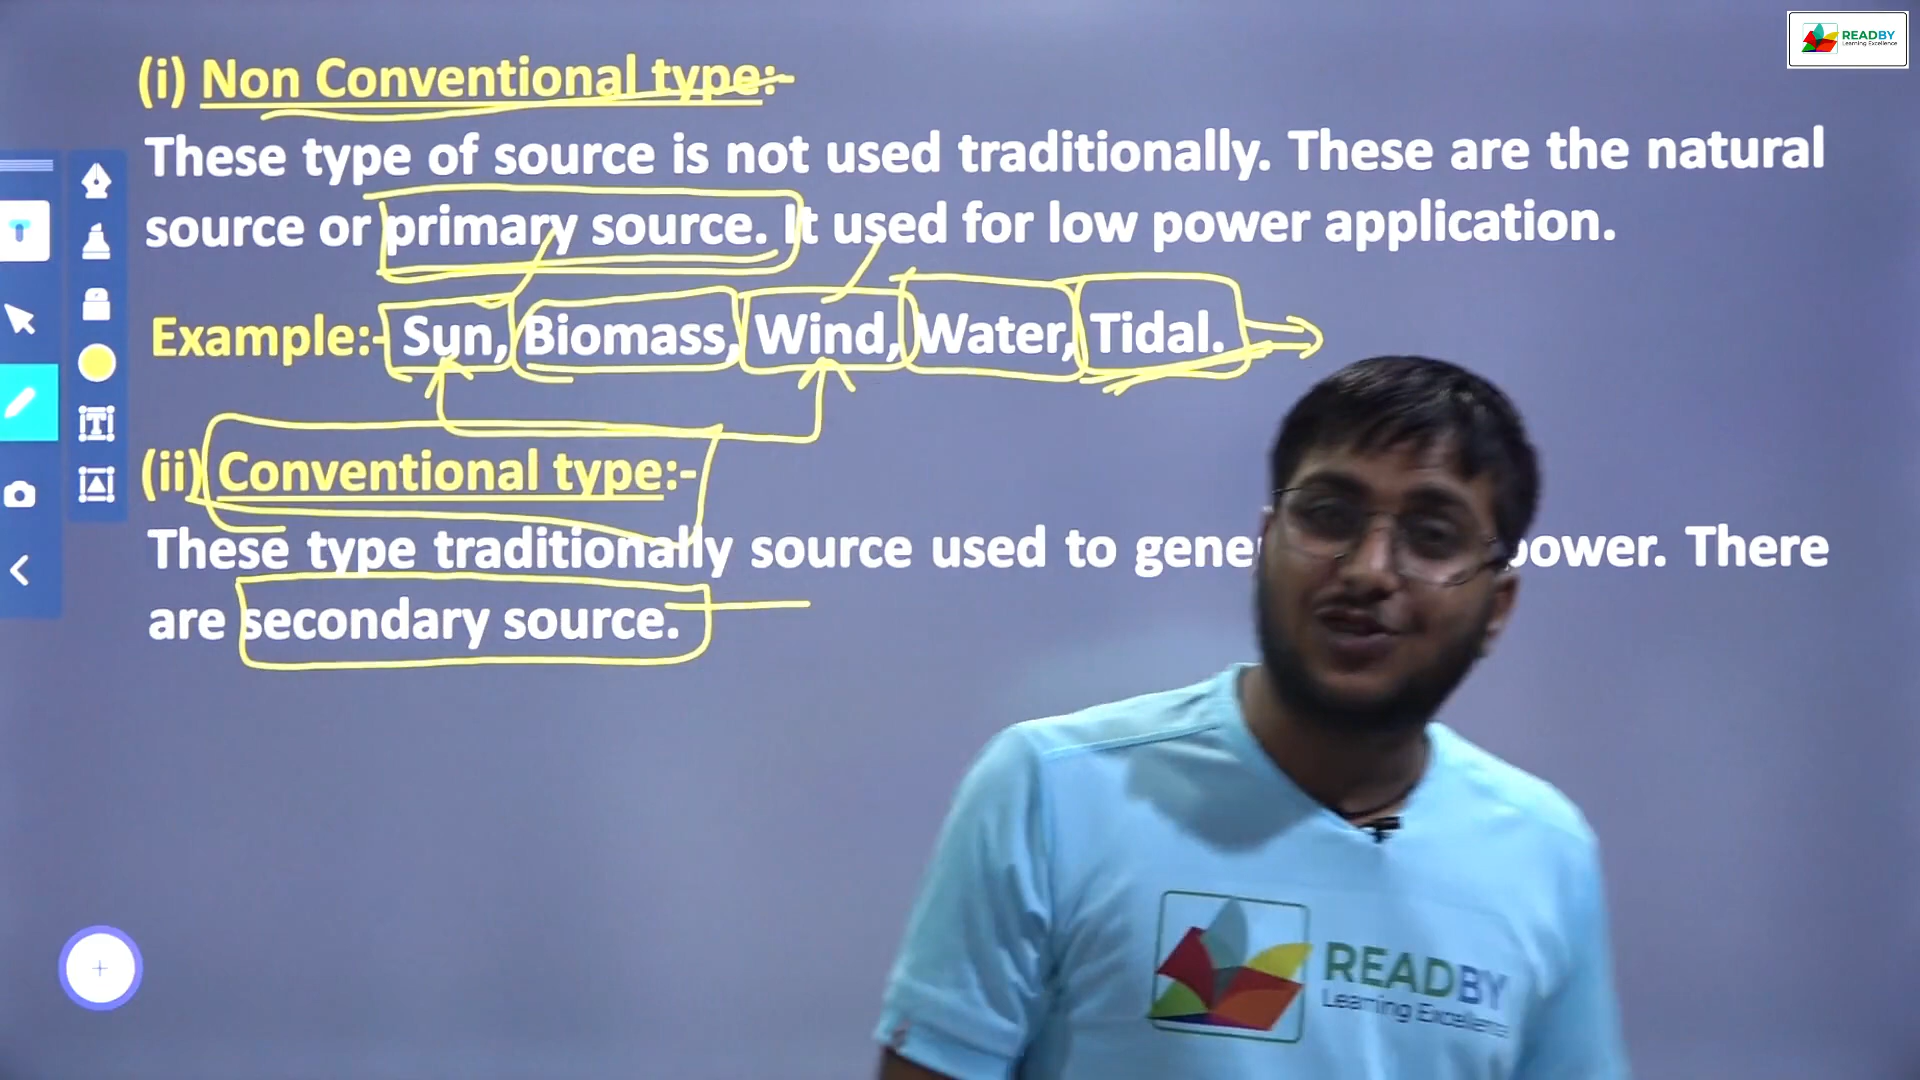 READBY
Learning Excellence
(i) Non Conventional type:-
These type of source is not used traditionally. These are the natural
source or primary source. It used for low power application.
Example:- Sun, Biomass, Wind, Water, Tidal.
(ii) Conventional type:-
These type traditionally source used to power. There
are secondary source.
READBY
Learning Excellence